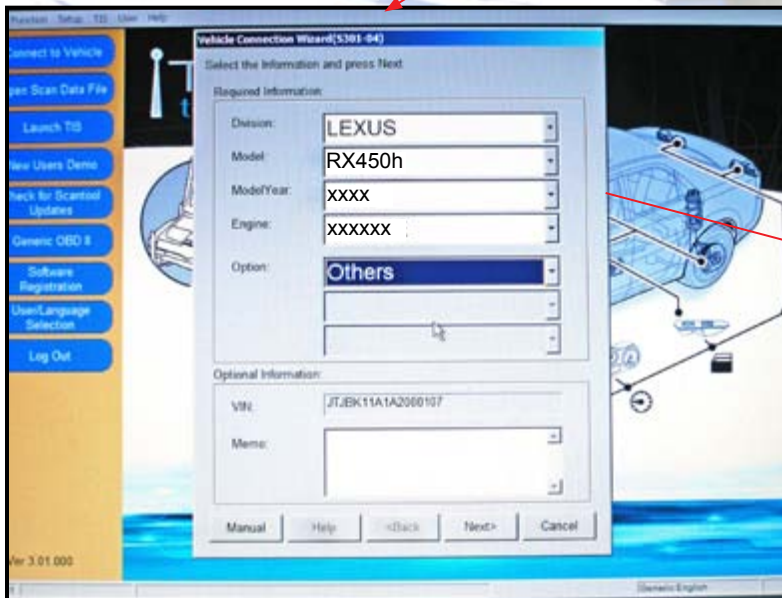 Function Setup TIS User Help
Vehicle Connection Wizard(S301-04)
Connect to Vehicle
Open Scan Data File
Launch TIS
New Users Demo
Check for Scantool
Updates
Generic OBD II
Software
Registration
User/Language
Selection
Log Out
Ver 3.01.000
Select the Information and press Next
Required Information:
Division: LEXUS
Model: RX450h
ModelYear: xxxx
Engine: xxxxxx
Option: Others
Optional Information:
VIN: JTJBK11A1A2000107
Memo:
Manual Help <Back Next> Cancel
Generic English